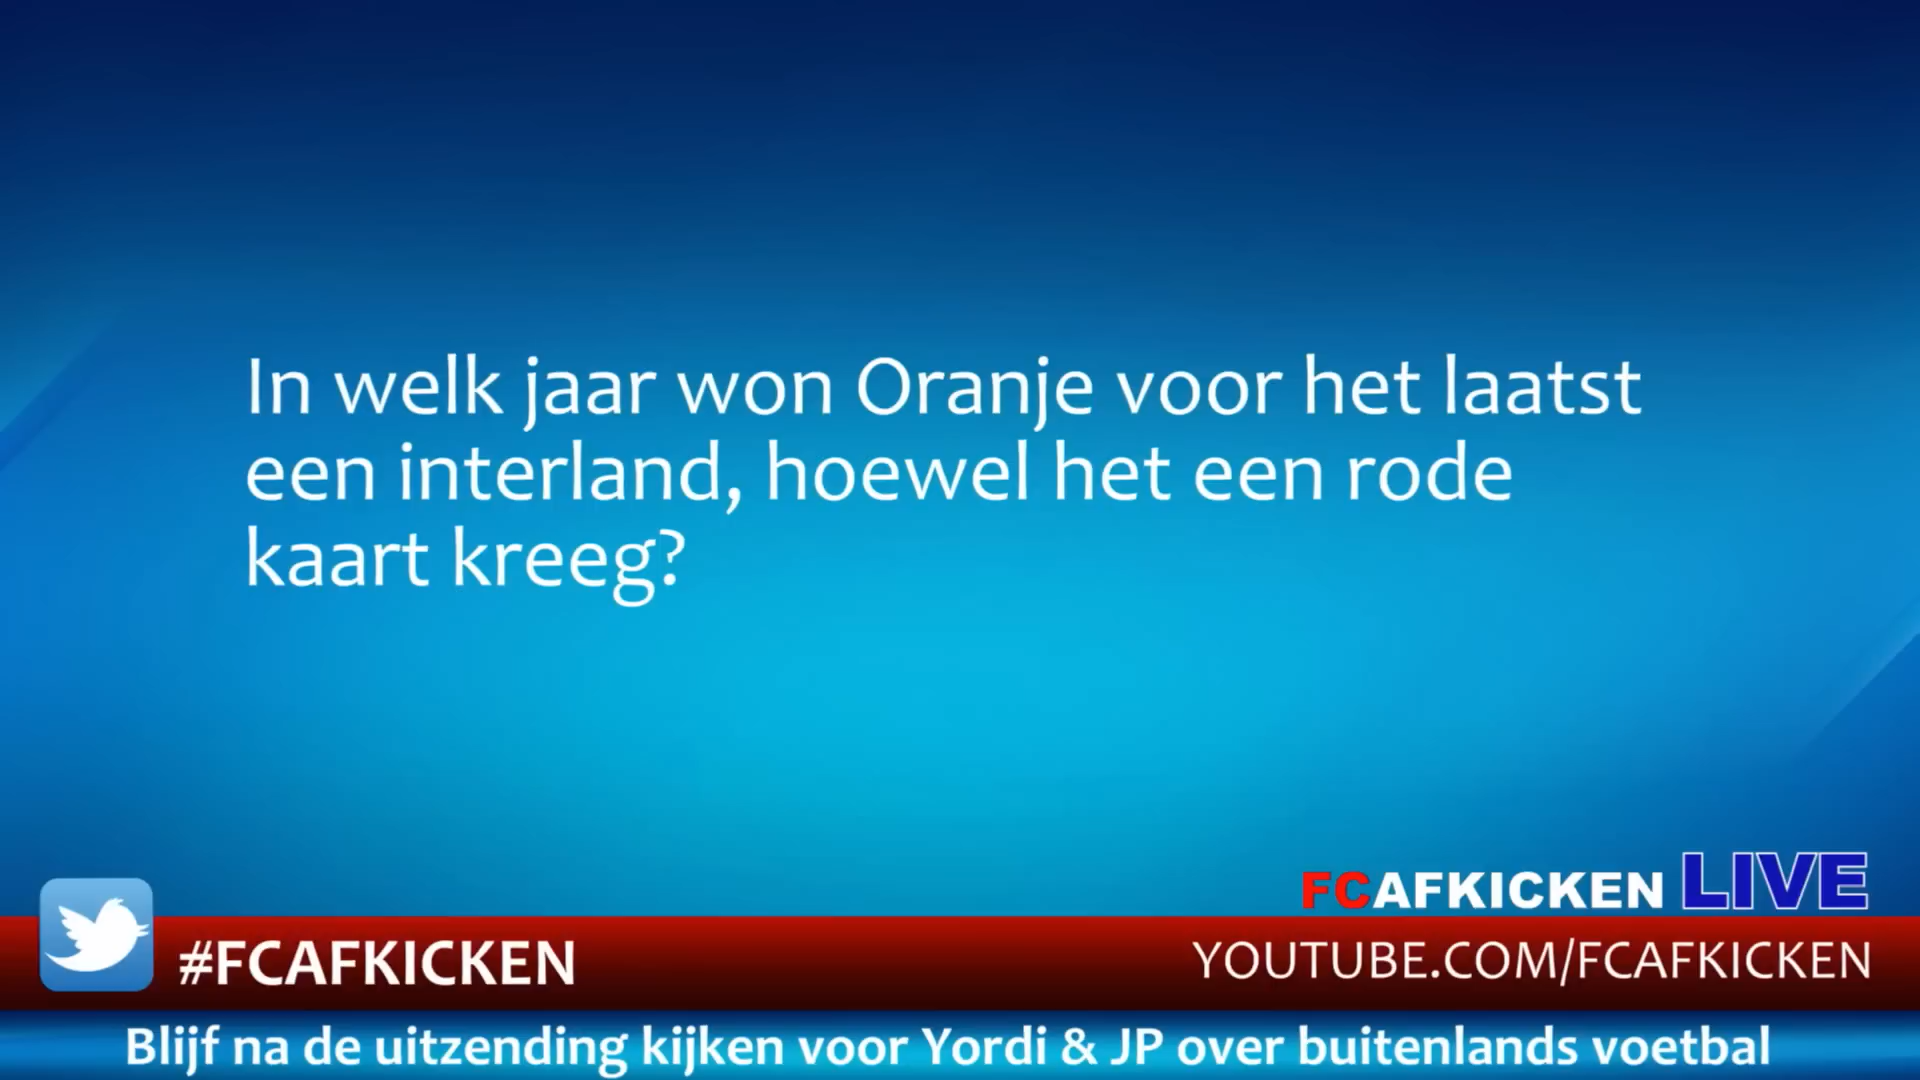 In welk jaar won Oranje voor het laatst
een interland, hoewel het een rode
kaart kreeg?
FCAFKICKEN LIVE
#FCAFKICKEN
YOUTUBE.COM/FCAFKICKEN
Blijf na de uitzending kijken voor Yordi & JP over buitenlands voetbal